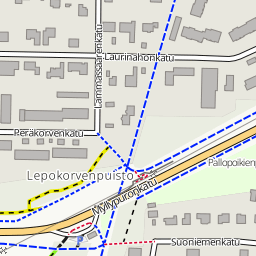 Laurinahonkatu
Lammassaarenkatu
Peräkorvenkatu
Pallopoikien
Lepokorvenpuisto
Myllypuronkatu
Suoniemenkatu